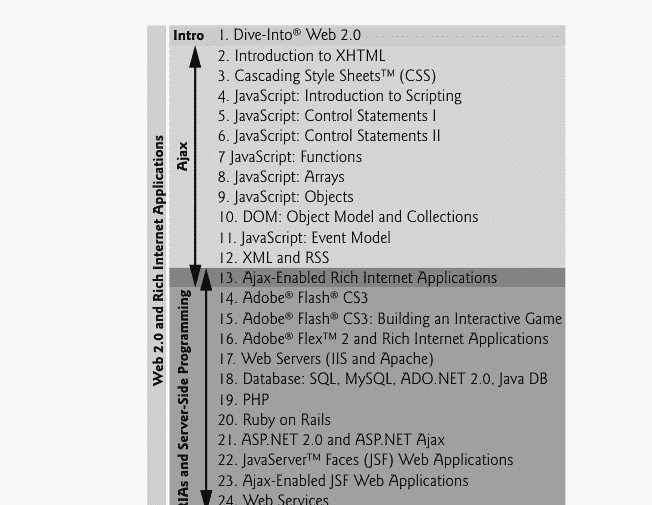 Intro 1. Dive-Into® Web 2.0
2. Introduction to XHTML
3. Cascading Style Sheets™ (CSS)
4. JavaScript: Introduction to Scripting
5. JavaScript: Control Statements I
6. JavaScript: Control Statements II
7 JavaScript: Functions
8. JavaScript: Arrays
9. JavaScript: Objects
10. DOM: Object Model and Collections
11. JavaScript: Event Model
12. XML and RSS
13. Ajax-Enabled Rich Internet Applications
14. Adobe® Flash® CS3
15. Adobe® Flash® CS3: Building an Interactive Game
16. Adobe® Flex™ 2 and Rich Internet Applications
17. Web Servers (IIS and Apache)
18. Database: SQL, MySQL, ADO.NET 2.0, Java DB
19. PHP
20. Ruby on Rails
21. ASP.NET 2.0 and ASP.NET Ajax
22. JavaServer™ Faces (JSF) Web Applications
23. Ajax-Enabled JSF Web Applications
24. Web Services
Web 2.0 and Rich Internet Applications
Ajax
RIAs and Server-Side Programming